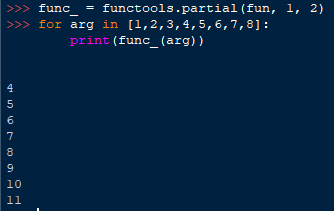 >>> func_ = functools.partial(fun, 1, 2)
>>> for arg in [1,2,3,4,5,6,7,8]:
        print(func_(arg))
4
5
6
7
8
9
10
11